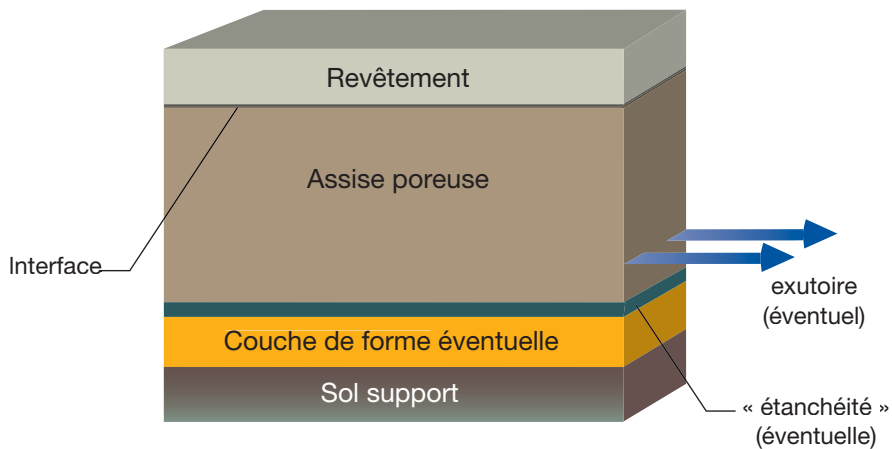 Revêtement
Assise poreuse
Interface
exutoire
(éventuel)
Couche de forme éventuelle
Sol support
« étanchéité »
(éventuelle)